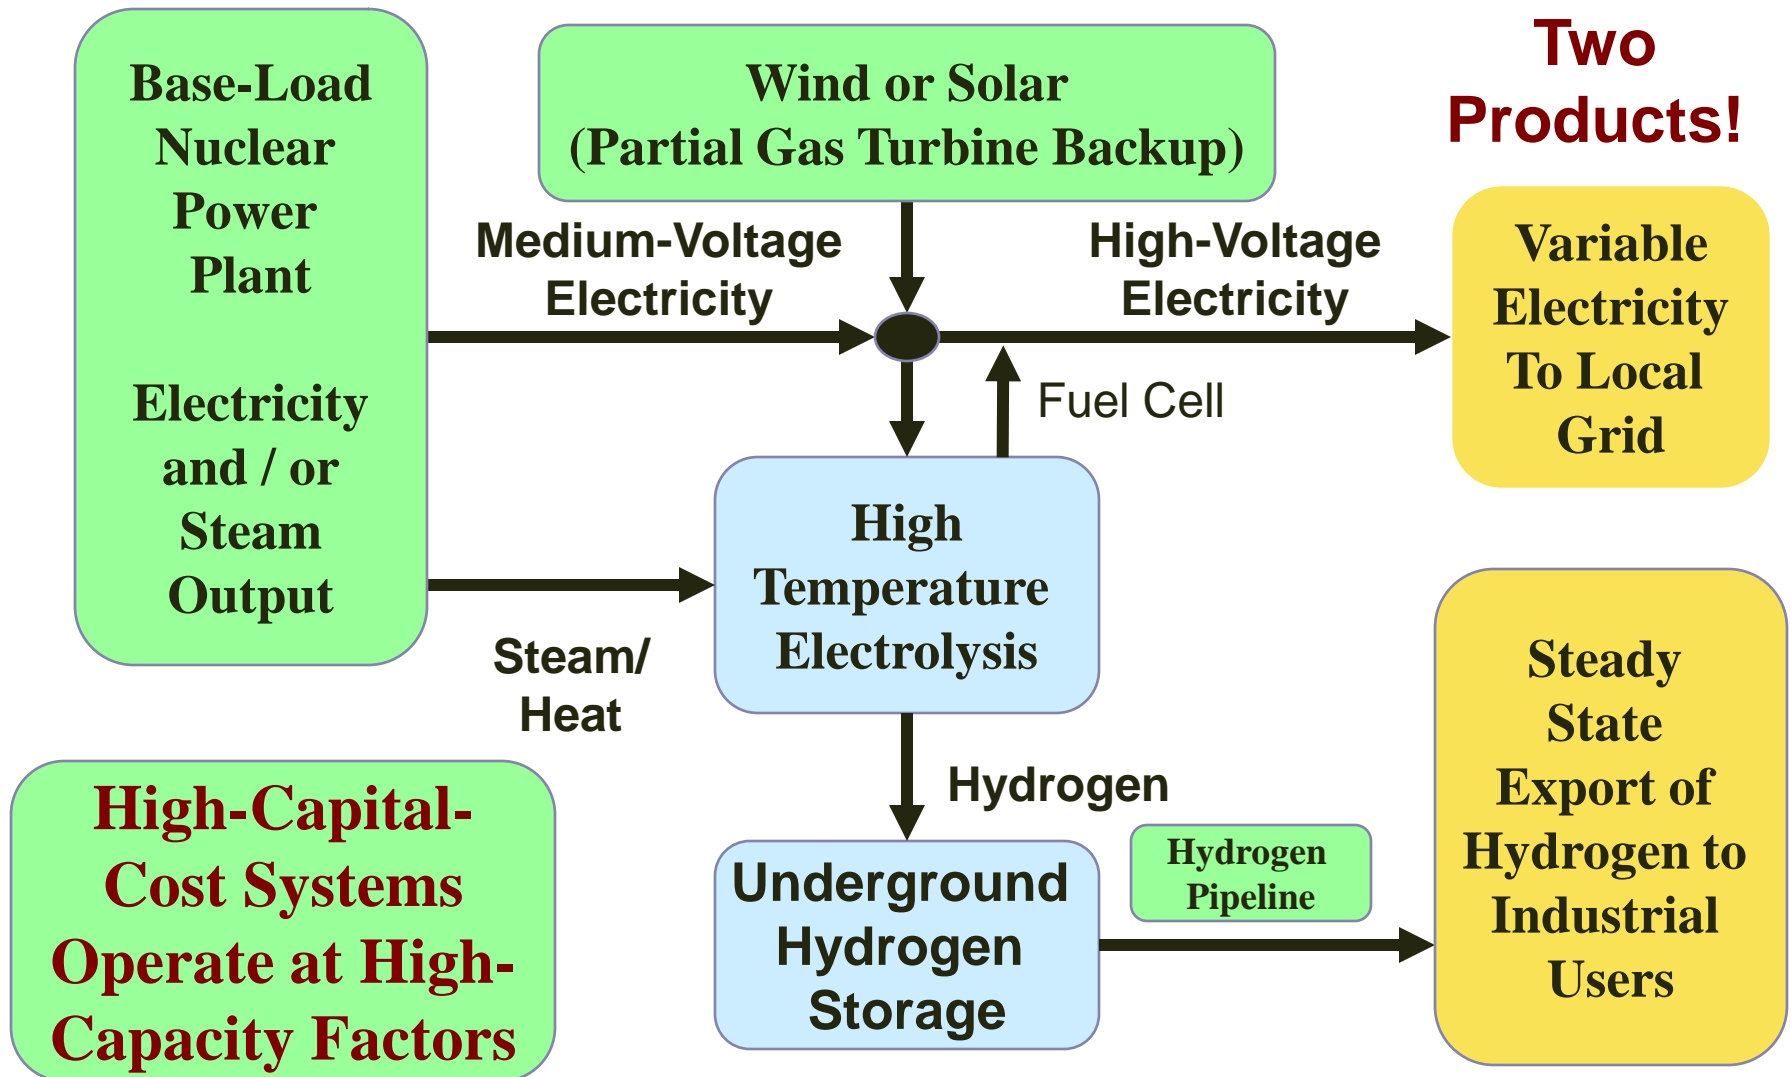 Base-Load
Nuclear
Power
Plant
Electricity
and / or
Steam
Output
Wind or Solar
(Partial Gas Turbine Backup)
Two
Products!
Medium-Voltage
Electricity
High-Voltage
Electricity
Variable
Electricity
To Local
Grid
Fuel Cell
High
Temperature
Electrolysis
Steam/
Heat
Hydrogen
Underground
Hydrogen
Storage
Hydrogen
Pipeline
Steady
State
Export of
Hydrogen to
Industrial
Users
High-Capital-
Cost Systems
Operate at High-
Capacity Factors